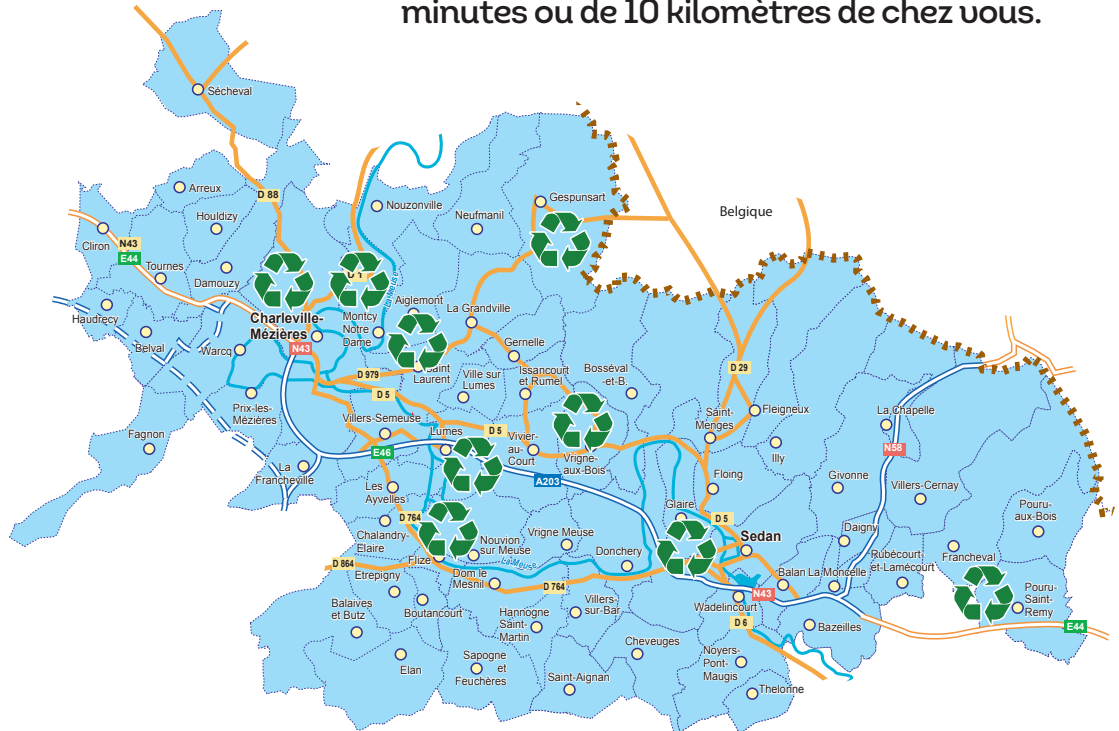 minutes ou de 10 kilomètres de chez vous.
Sécheval
Arreux
D 88
Houldizy
Nouzonville
Neufmanil
Gespunsart
Belgique
Cliron
N43
E44
Tournes
Damouzy
D 1
La Meuse
Haudrecy
Belval
Warcq
Charleville-
Mézières
N43
Montcy
Notre
Dame
Aiglemont
La Grandville
Gernelle
Saint
Laurent
D 979
D 5
Ville sur
Lumes
Issancourt
et Rumel
Bosséval
-et-B.
D 29
Prix-les-
Mézières
Villers-Semeuse
Lumes
D 5
Vivier-
au-
Court
Vrigne-
aux-Bois
Saint-
Menges
Fleigneux
La Chapelle
Fagnon
La
Francheville
E46
A203
Illy
N58
Les
Ayvelles
Floing
Givonne
Villers-Cernay
D 764
Glaire
D 5
Pouru-
aux-Bois
Chalandry-
Elaire
Nouvion
sur Meuse
Vrigne Meuse
Donchery
Sedan
Daigny
Flize
La Meuse
Rubécourt
et-Lamécourt
Francheval
D 864
Etrepigny
Dom le
Mesnil
D 764
Balan
La Moncelle
Pouru-
Saint-
Remy
Balaives
et Butz
Boutancourt
Hannogne
Saint-
Martin
Villers
-sur-Bar
Wadelincourt
N43
D 6
Bazeilles
E44
Elan
Sapogne
et
Feuchères
Cheveuges
Noyers-
Pont-
Maugis
Saint-Aignan
Thelonne